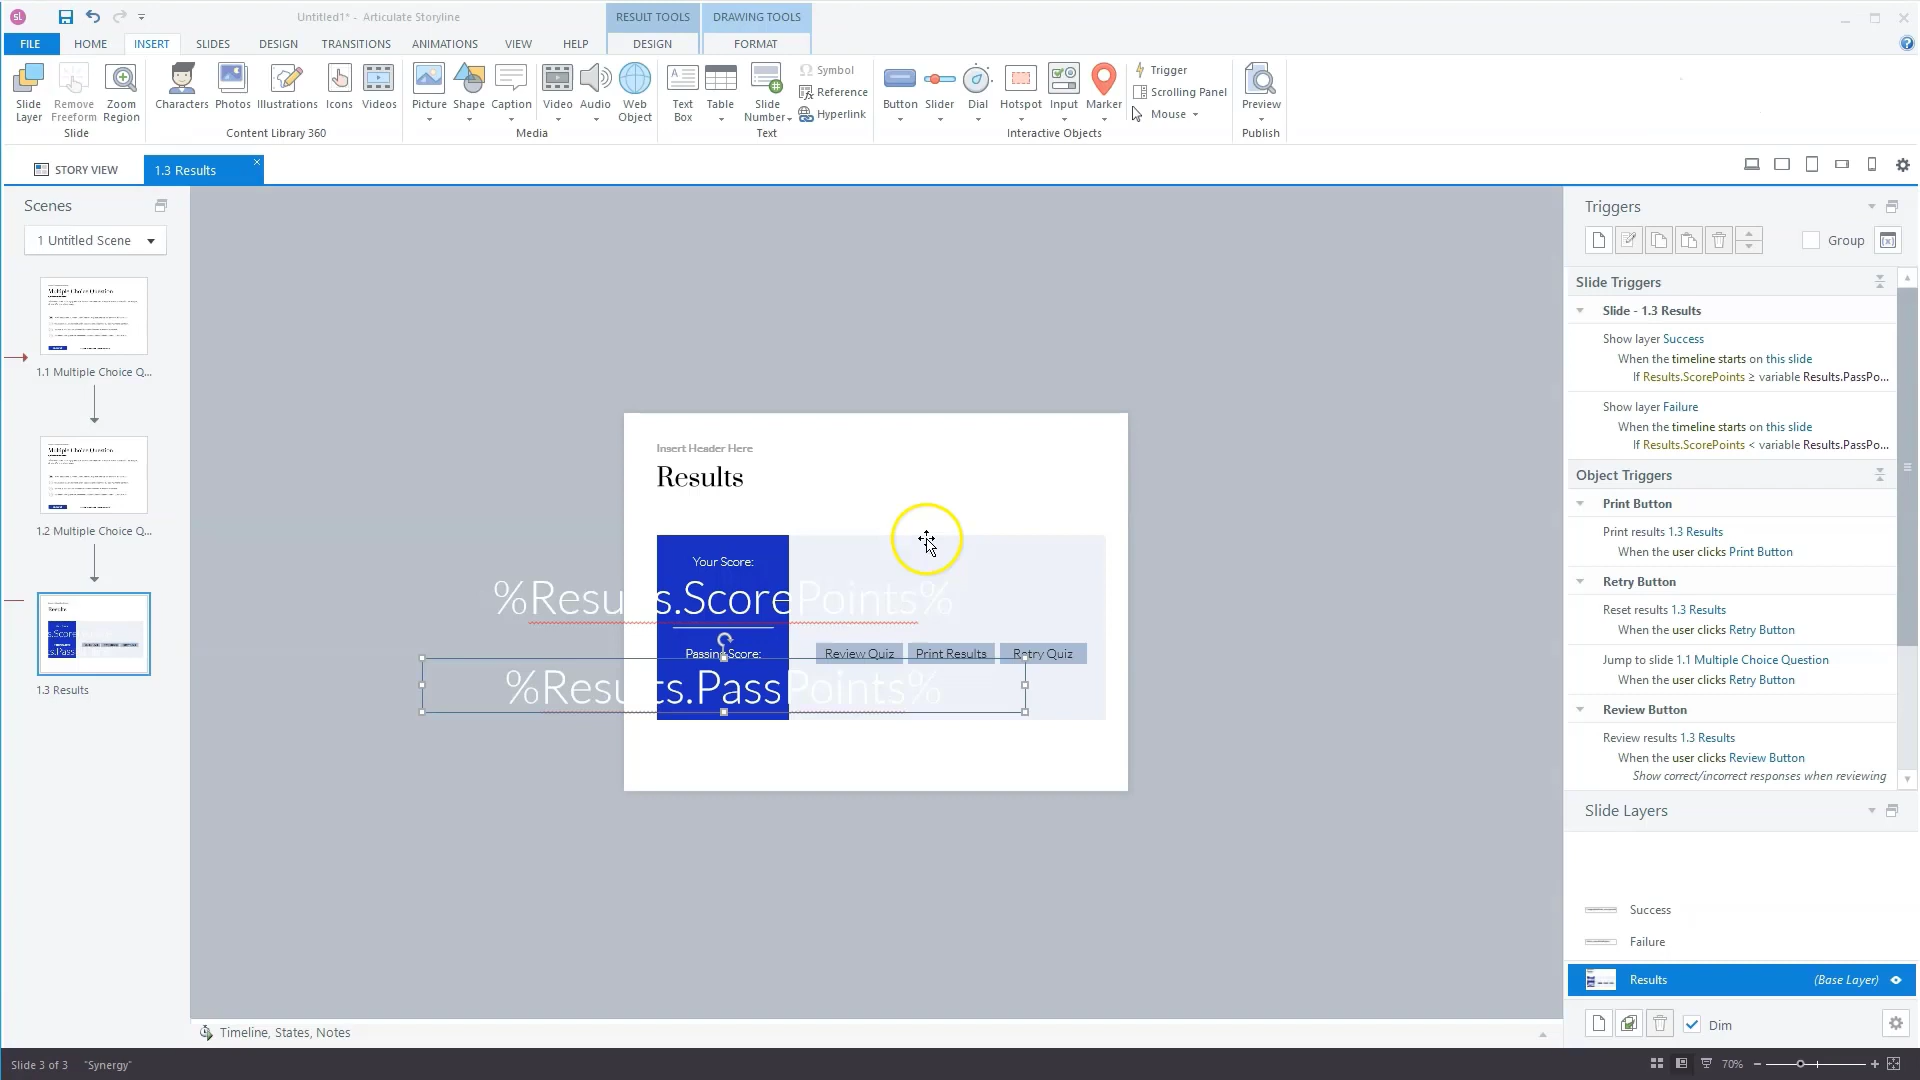 sl
Untitled1* - Articulate Storyline
RESULT TOOLS
DRAWING TOOLS
FILE
HOME
INSERT
SLIDES
DESIGN
TRANSITIONS
ANIMATIONS
VIEW
HELP
DESIGN
FORMAT
Slide Layer
Remove Freeform
Zoom Region
Characters
Photos
Illustrations
Icons
Videos
Picture
Shape
Caption
Video
Audio
Web Object
Text Box
Table
Slide Number
Symbol
Reference
Hyperlink
Button
Slider
Dial
Hotspot
Input
Marker
Trigger
Scrolling Panel
Mouse
Preview
Slide
Content Library 360
Media
Text
Interactive Objects
Publish
STORY VIEW
1.3 Results
Scenes
1 Untitled Scene
Multiple Choice Question
1.1 Multiple Choice Q...
Multiple Choice Question
1.2 Multiple Choice Q...
1.3 Results
Insert Header Here
Results
Your Score:
%Results.ScorePoints%
Passing Score:
%Results.PassPoints%
Review Quiz
Print Results
Retry Quiz
Triggers
Group
Slide Triggers
Slide - 1.3 Results
Show layer Success
When the timeline starts on this slide
If Results.ScorePoints ≥ variable Results.PassPo...
Show layer Failure
When the timeline starts on this slide
If Results.ScorePoints < variable Results.PassPo...
Object Triggers
Print Button
Print results 1.3 Results
When the user clicks Print Button
Retry Button
Reset results 1.3 Results
When the user clicks Retry Button
Jump to slide 1.1 Multiple Choice Question
When the user clicks Retry Button
Review Button
Review results 1.3 Results
When the user clicks Review Button
Show correct/incorrect responses when reviewing
Slide Layers
Success
Failure
Results (Base Layer)
Dim
Timeline, States, Notes
Slide 3 of 3
"Synergy"
70%